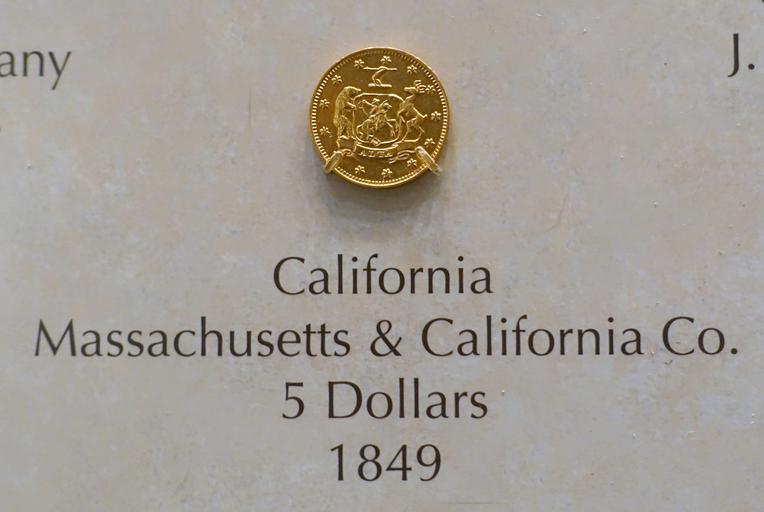 any
J.
ALTA
California
Massachusetts & California Co.
5 Dollars
1849